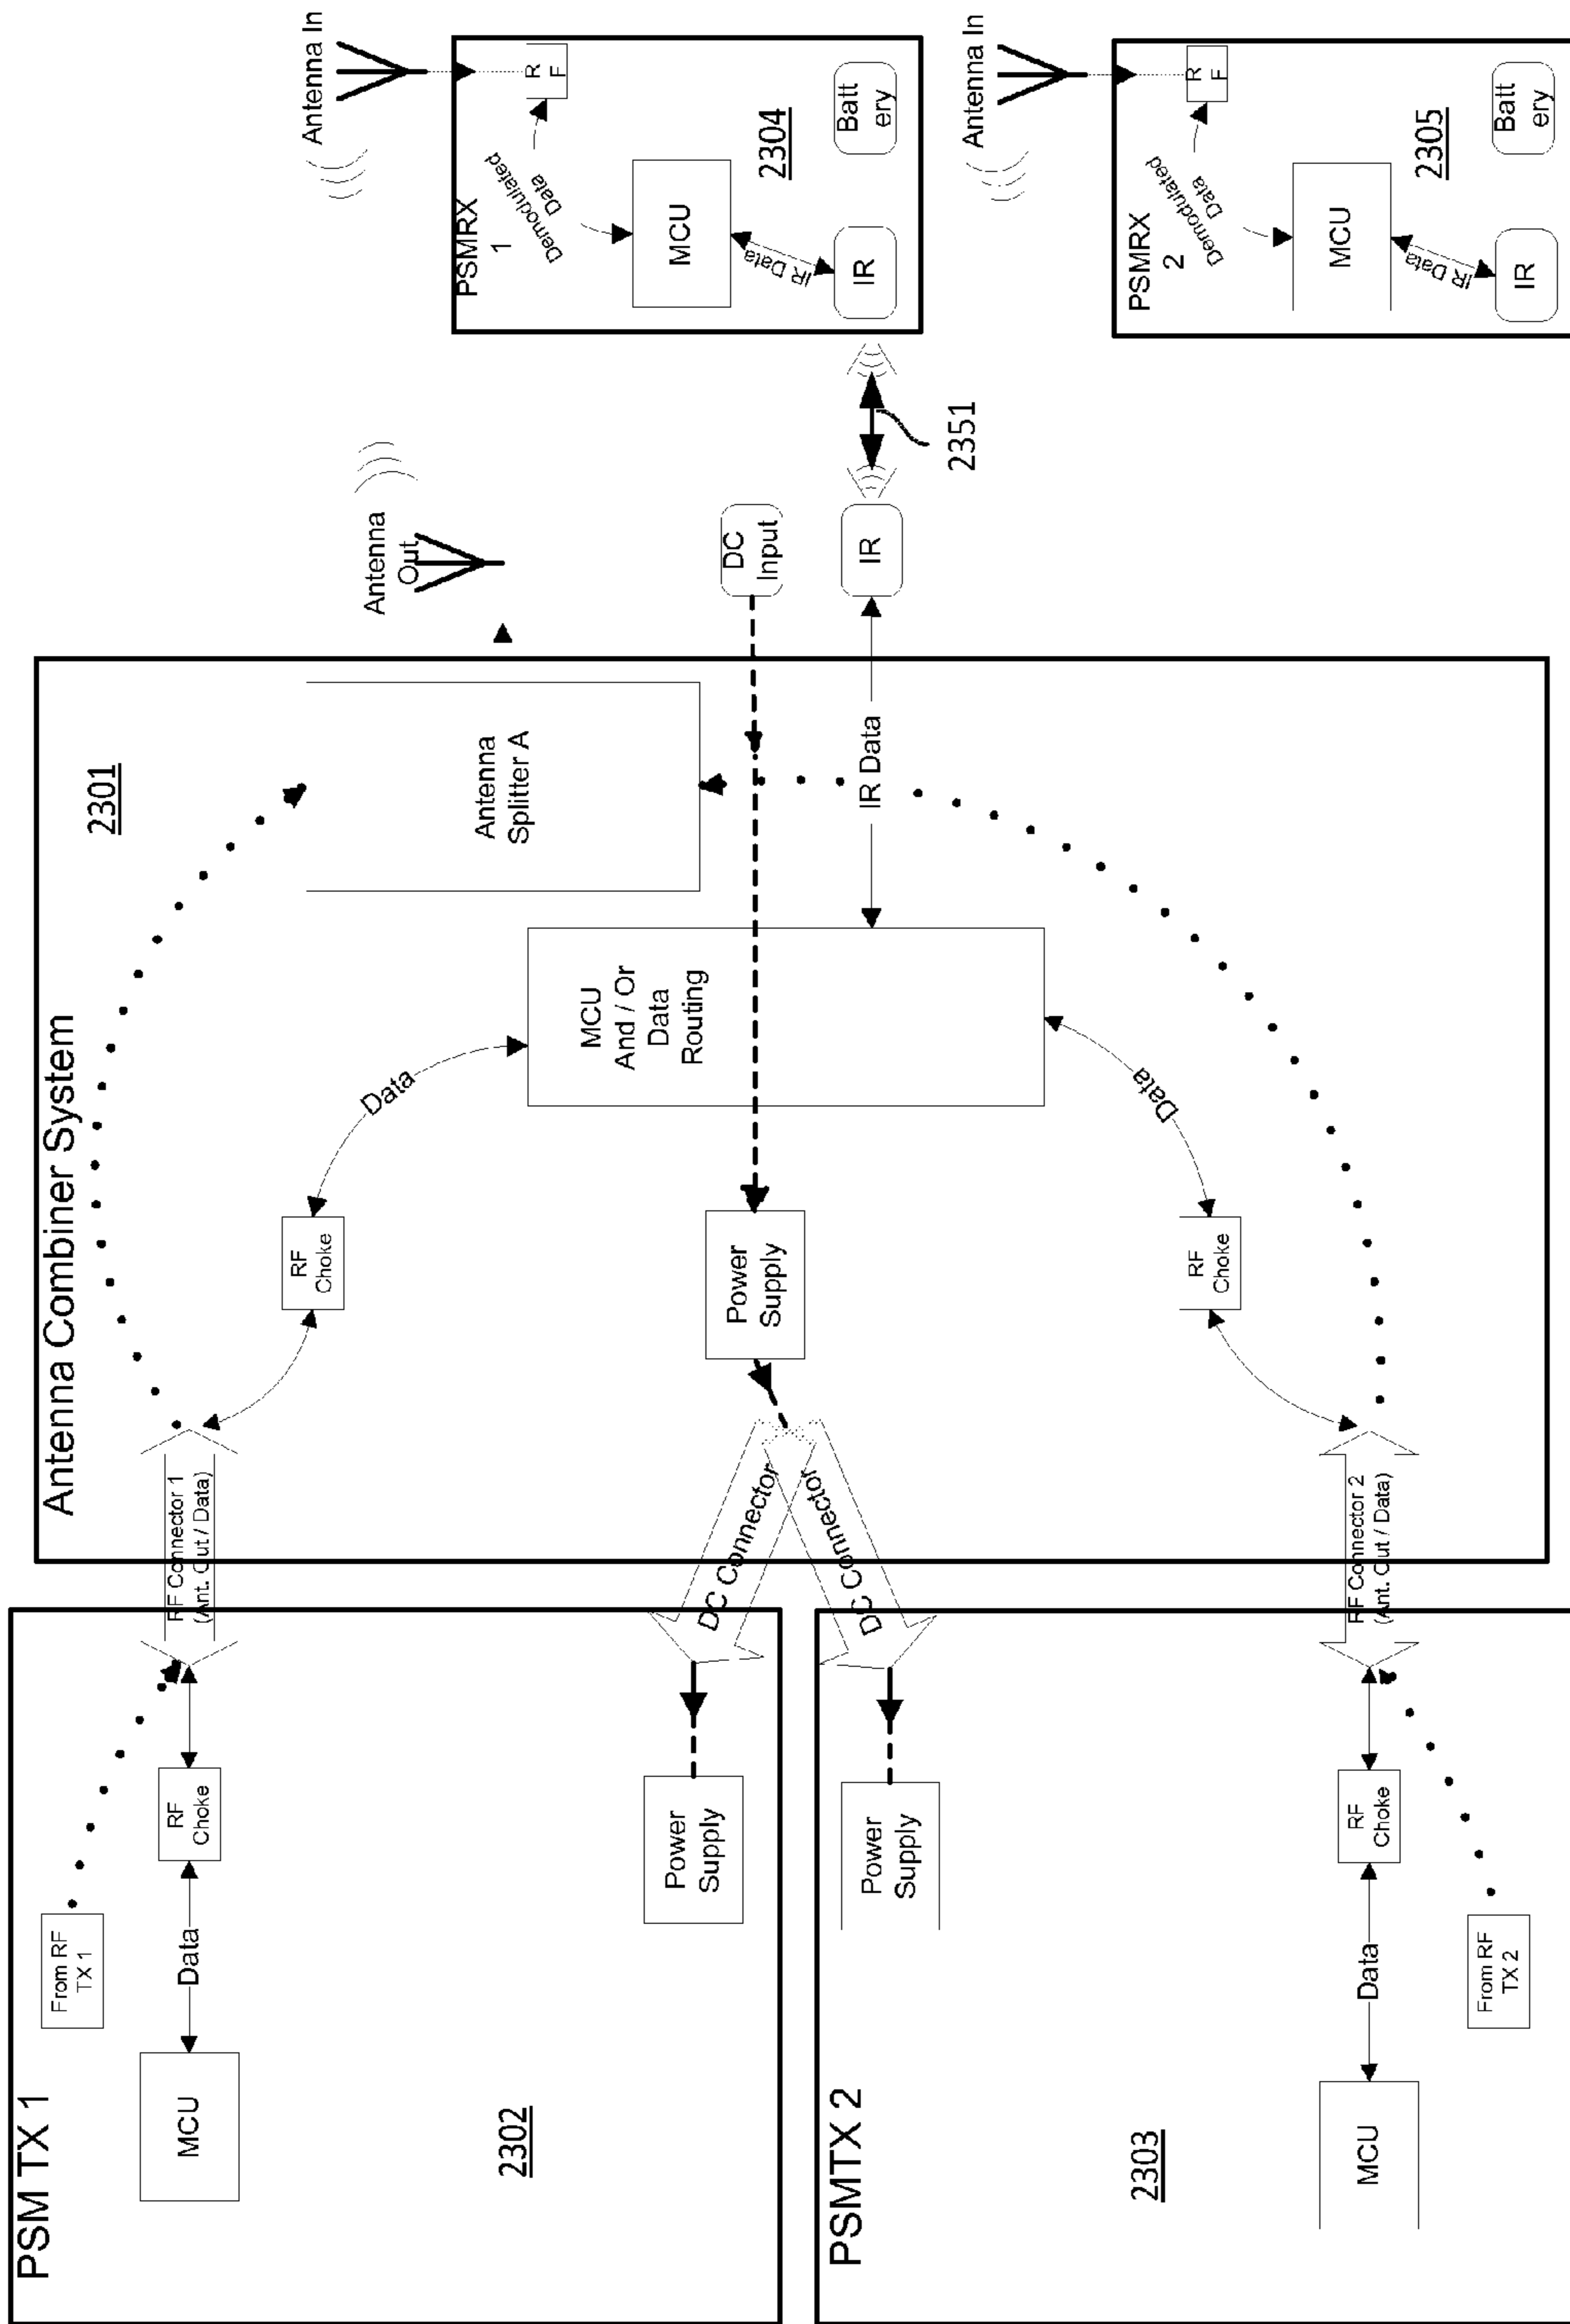 PSM TX 1
From RF
TX 1
MCU
Data
RF
Choke
2302
Power
Supply
PSMTX 2
Power
Supply
2303
MCU
Data
RF
Choke
From RF
TX 2
RF Connector 1
(Ant. Out / Data)
DC Connector
DC Connector
RF Connector 2
(Ant. Out / Data)
Antenna Combiner System
2301
RF
Choke
Data
MCU
And / Or
Data
Routing
Antenna
Splitter A
Power
Supply
IR Data
RF
Choke
Data
Antenna
Out
DC
Input
IR
2351
Antenna In
PSMRX
1
Demodulated
Data
R
F
MCU
IR Data
IR
2304
Batt
ery
Antenna In
PSMRX
2
Demodulated
Data
R
F
MCU
IR Data
IR
2305
Batt
ery